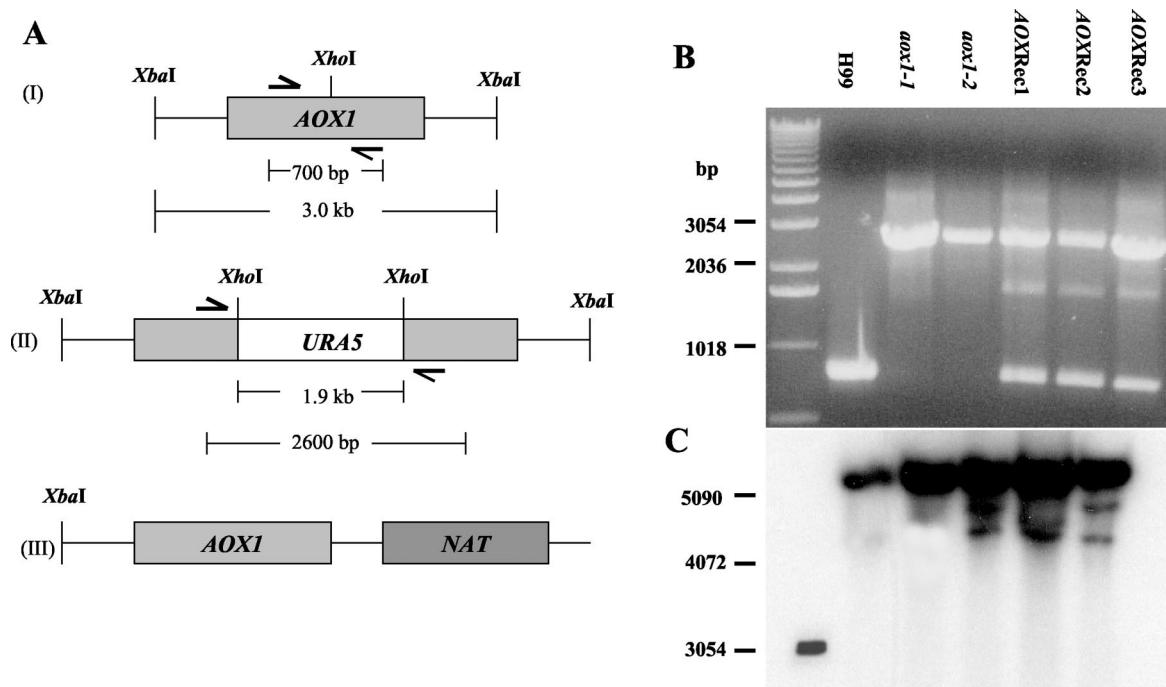 A
(I)
XbaI
XhoI
XbaI
AOX1
700 bp
3.0 kb
(II)
XbaI
XhoI
XhoI
XbaI
URA5
1.9 kb
2600 bp
(III)
XbaI
AOX1
NAT
B
H99
aox1-1
aox1-2
AOXRec1
AOXRec2
AOXRec3
bp
3054
2036
1018
C
5090
4072
3054